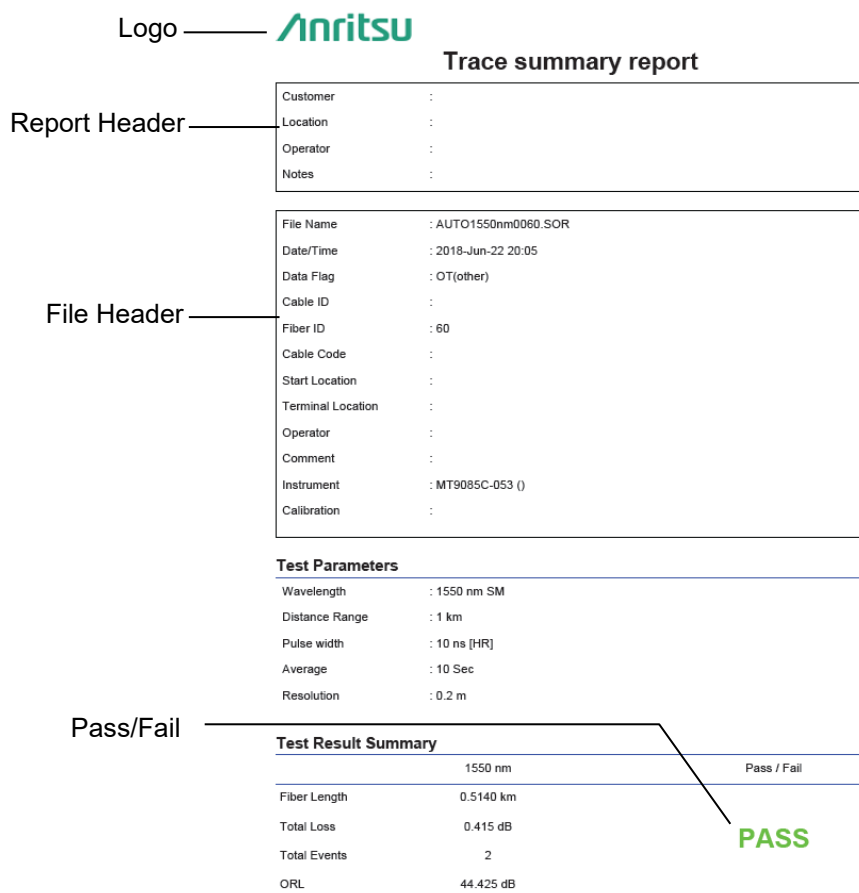 Logo
Anritsu
Trace summary report
Report Header
Customer :
Location :
Operator :
Notes :
File Header
File Name : AUTO1550nm0060.SOR
Date/Time : 2018-Jun-22 20:05
Data Flag : OT(other)
Cable ID :
Fiber ID : 60
Cable Code :
Start Location :
Terminal Location :
Operator :
Comment :
Instrument : MT9085C-053 ()
Calibration :
Test Parameters
Wavelength : 1550 nm SM
Distance Range : 1 km
Pulse width : 10 ns [HR]
Average : 10 Sec
Resolution : 0.2 m
Pass/Fail
Test Result Summary
1550 nm Pass / Fail
Fiber Length 0.5140 km
Total Loss 0.415 dB
PASS
Total Events 2
ORL 44.425 dB